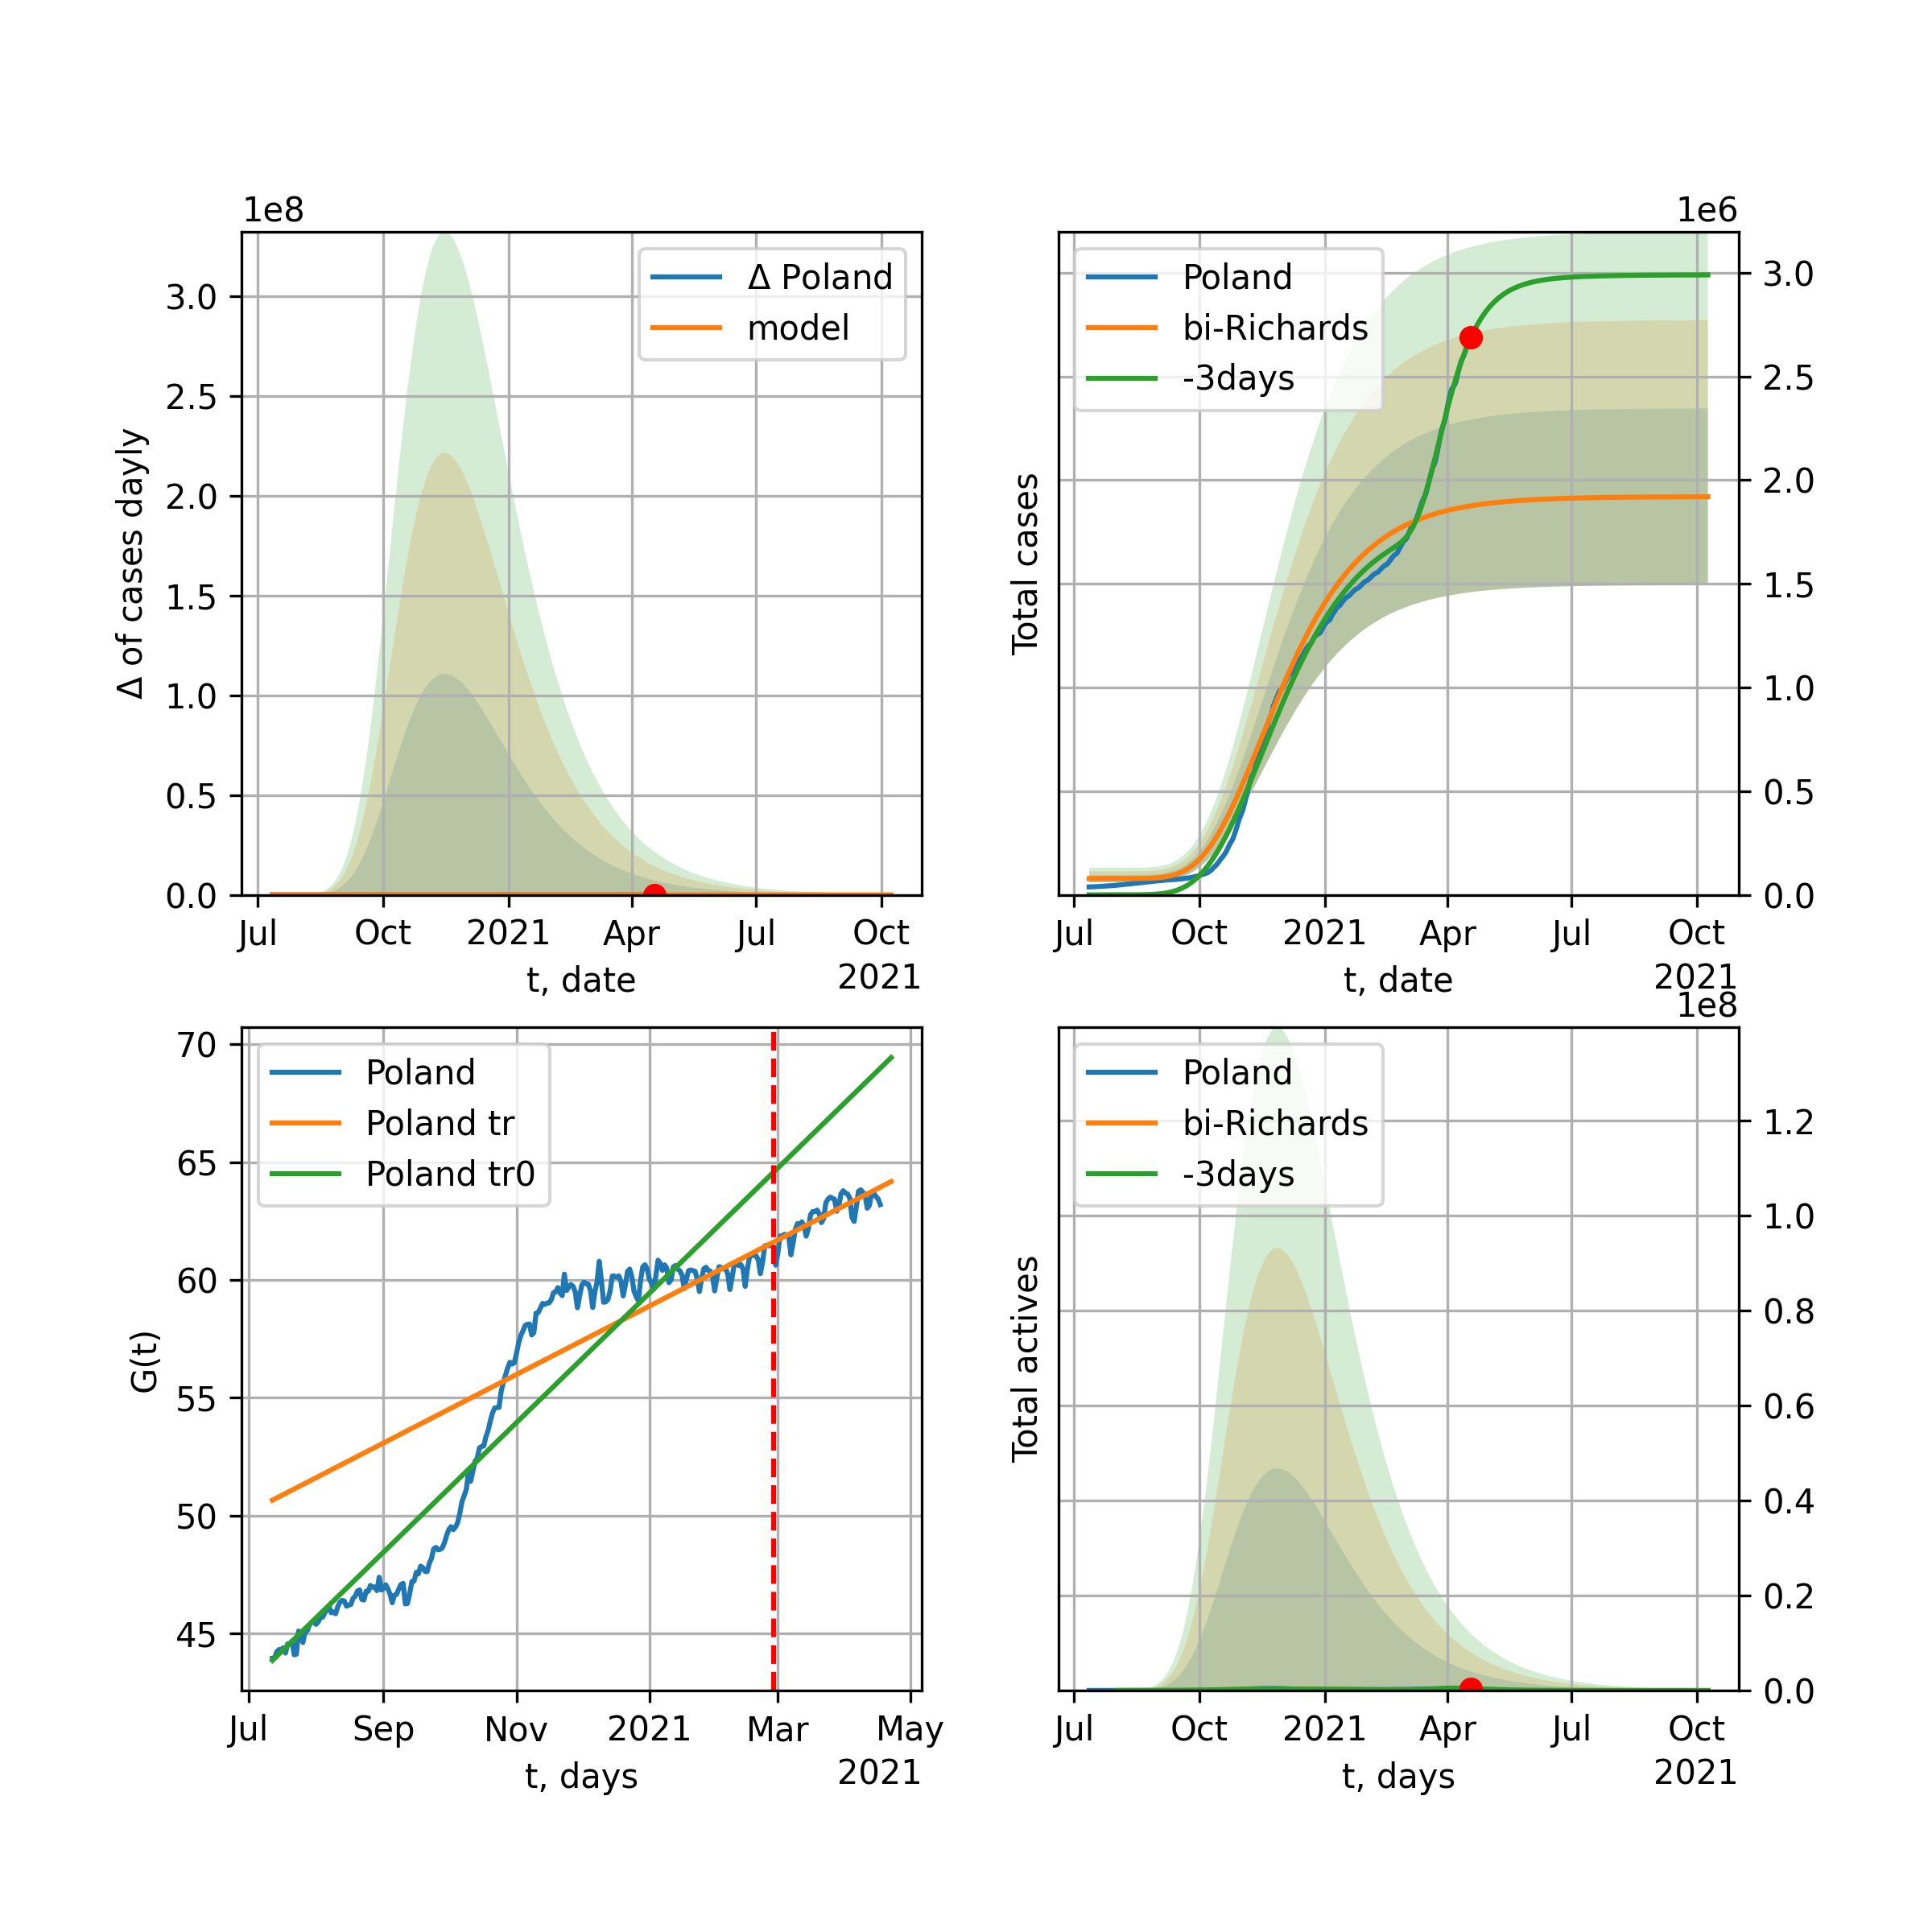 1e8
Δ of cases dayly
3.0
2.5
2.0
1.5
1.0
0.5
0.0
Δ Poland
model
Jul Oct 2021 Apr Jul Oct
t, date
2021
1e6
Total cases
Poland
bi-Richards
-3days
3.0
2.5
2.0
1.5
1.0
0.5
0.0
Jul Oct 2021 Apr Jul Oct
t, date
2021
G(t)
70
65
60
55
50
45
Poland
Poland tr
Poland tr0
Jul Sep Nov 2021 Mar May
t, days
2021
1e8
Total actives
Poland
bi-Richards
-3days
1.2
1.0
0.8
0.6
0.4
0.2
0.0
Jul Oct 2021 Apr Jul Oct
t, days
2021